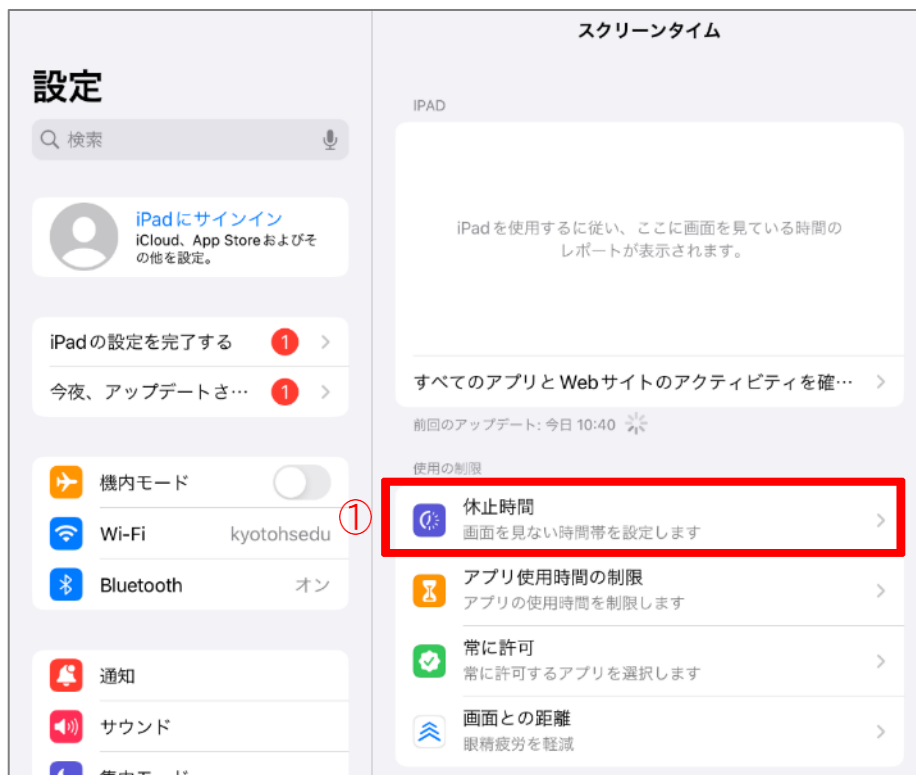 設定
検索
iPadにサインイン
iCloud、App Storeおよびそ
の他を設定。
iPadの設定を完了する 1
今夜、アップデートさ… 1
機内モード
Wi-Fi kyotohsedu
Bluetooth オン
通知
サウンド
集中モード
スクリーンタイム
IPAD
iPadを使用するに従い、ここに画面を見ている時間の
レポートが表示されます。
すべてのアプリとWebサイトのアクティビティを確…
前回のアップデート: 今日 10:40
使用の制限
①
休止時間
画面を見ない時間帯を設定します
アプリ使用時間の制限
アプリの使用時間を制限します
常に許可
常に許可するアプリを選択します
画面との距離
眼精疲労を軽減